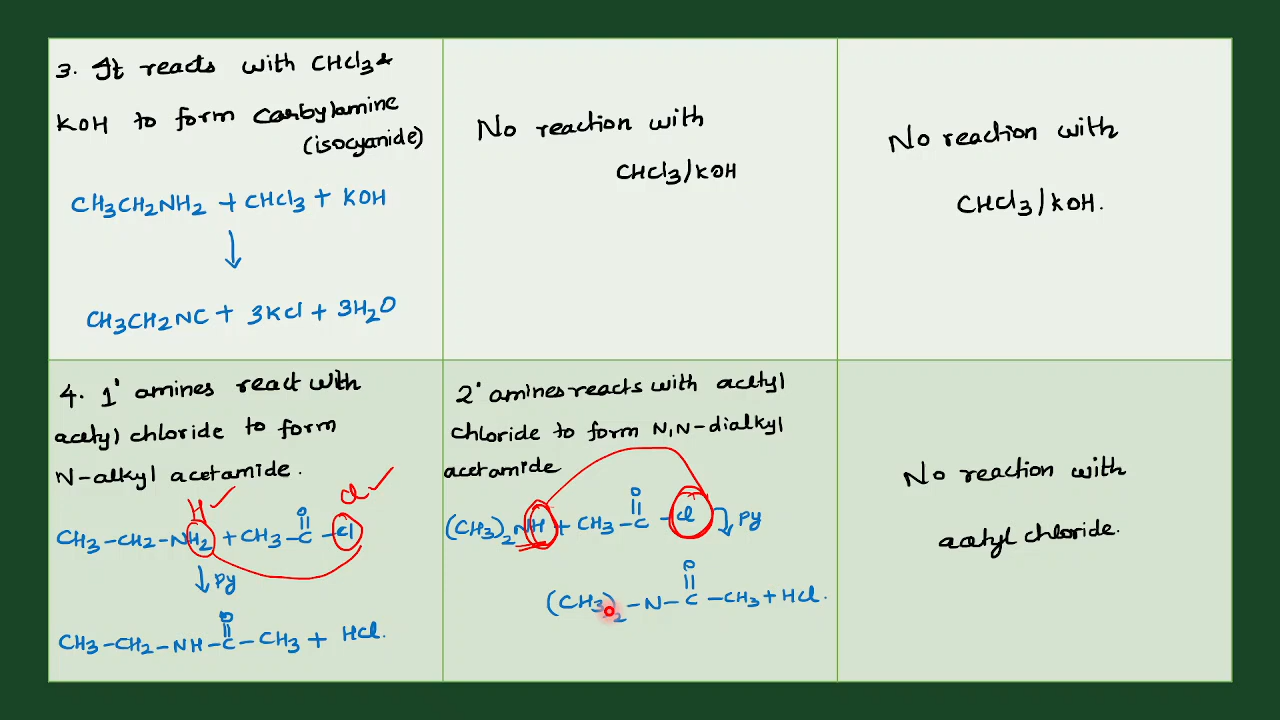 3. It reacts with CHCl3 &
KOH to form Carbylamine
(isocyanide)
CH3CH2NH2 + CHCl3 + KOH
↓
CH3CH2NC + 3KCl + 3H2O
No reaction with
CHCl3/KOH
No reaction with
CHCl3/KOH.
4. 1° amines react with
acetyl chloride to form
N-alkyl acetamide.
H
Cl
O
CH3-CH2-NH2 + CH3-C-Cl
↓ Py
O
CH3-CH2-NH-C-CH3 + HCl.
2° amines reacts with acetyl
chloride to form N,N-dialkyl
acetamide
O
(CH3)2NH + CH3-C-Cl
↓ Py
O
(CH3)2-N-C-CH3 + HCl.
No reaction with
acetyl chloride.